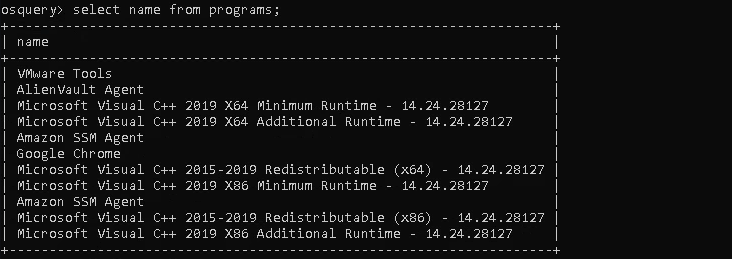 osquery> select name from programs;
+--------------------------------------------------------------------+
| name |
+--------------------------------------------------------------------+
| VMware Tools |
| AlienVault Agent |
| Microsoft Visual C++ 2019 X64 Minimum Runtime - 14.24.28127 |
| Microsoft Visual C++ 2019 X64 Additional Runtime - 14.24.28127 |
| Amazon SSM Agent |
| Google Chrome |
| Microsoft Visual C++ 2015-2019 Redistributable (x64) - 14.24.28127 |
| Microsoft Visual C++ 2019 X86 Minimum Runtime - 14.24.28127 |
| Amazon SSM Agent |
| Microsoft Visual C++ 2015-2019 Redistributable (x86) - 14.24.28127 |
| Microsoft Visual C++ 2019 X86 Additional Runtime - 14.24.28127 |
+--------------------------------------------------------------------+